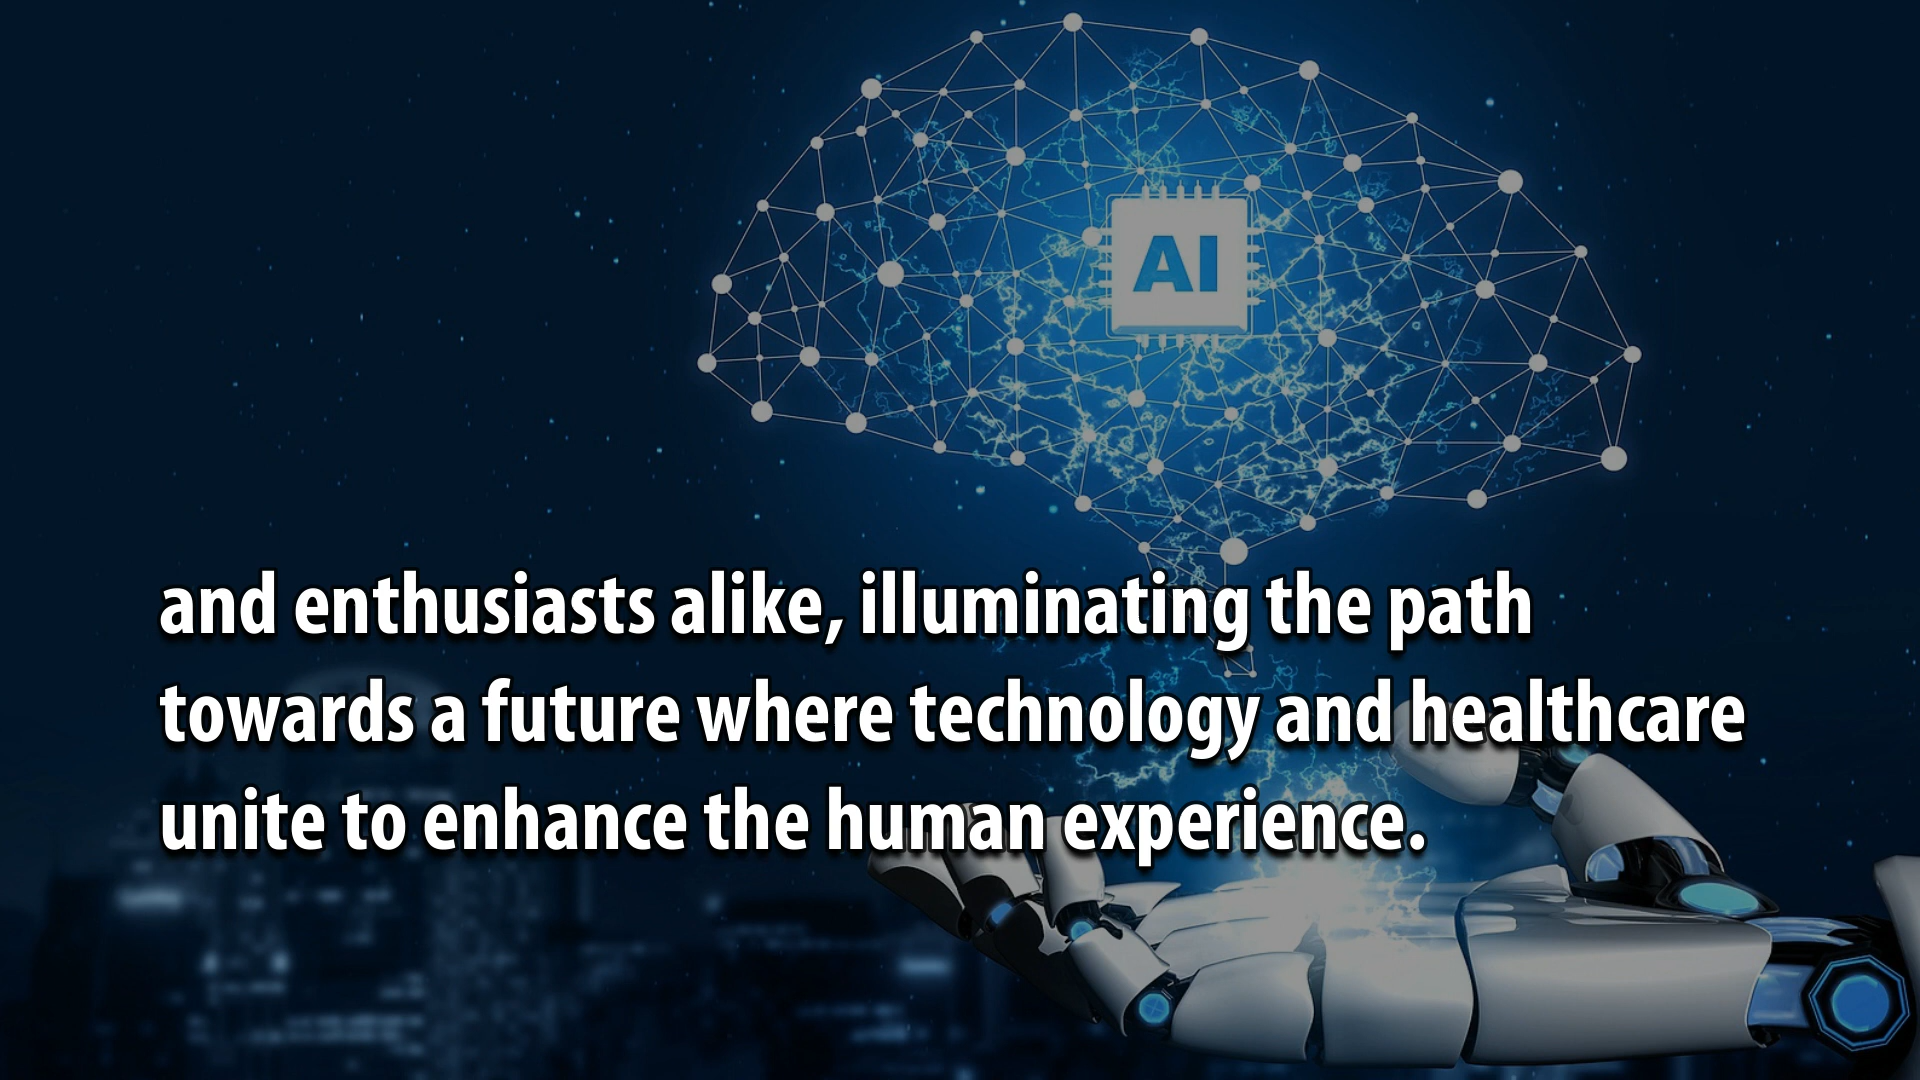 AI
and enthusiasts alike, illuminating the path
towards a future where technology and healthcare
unite to enhance the human experience.